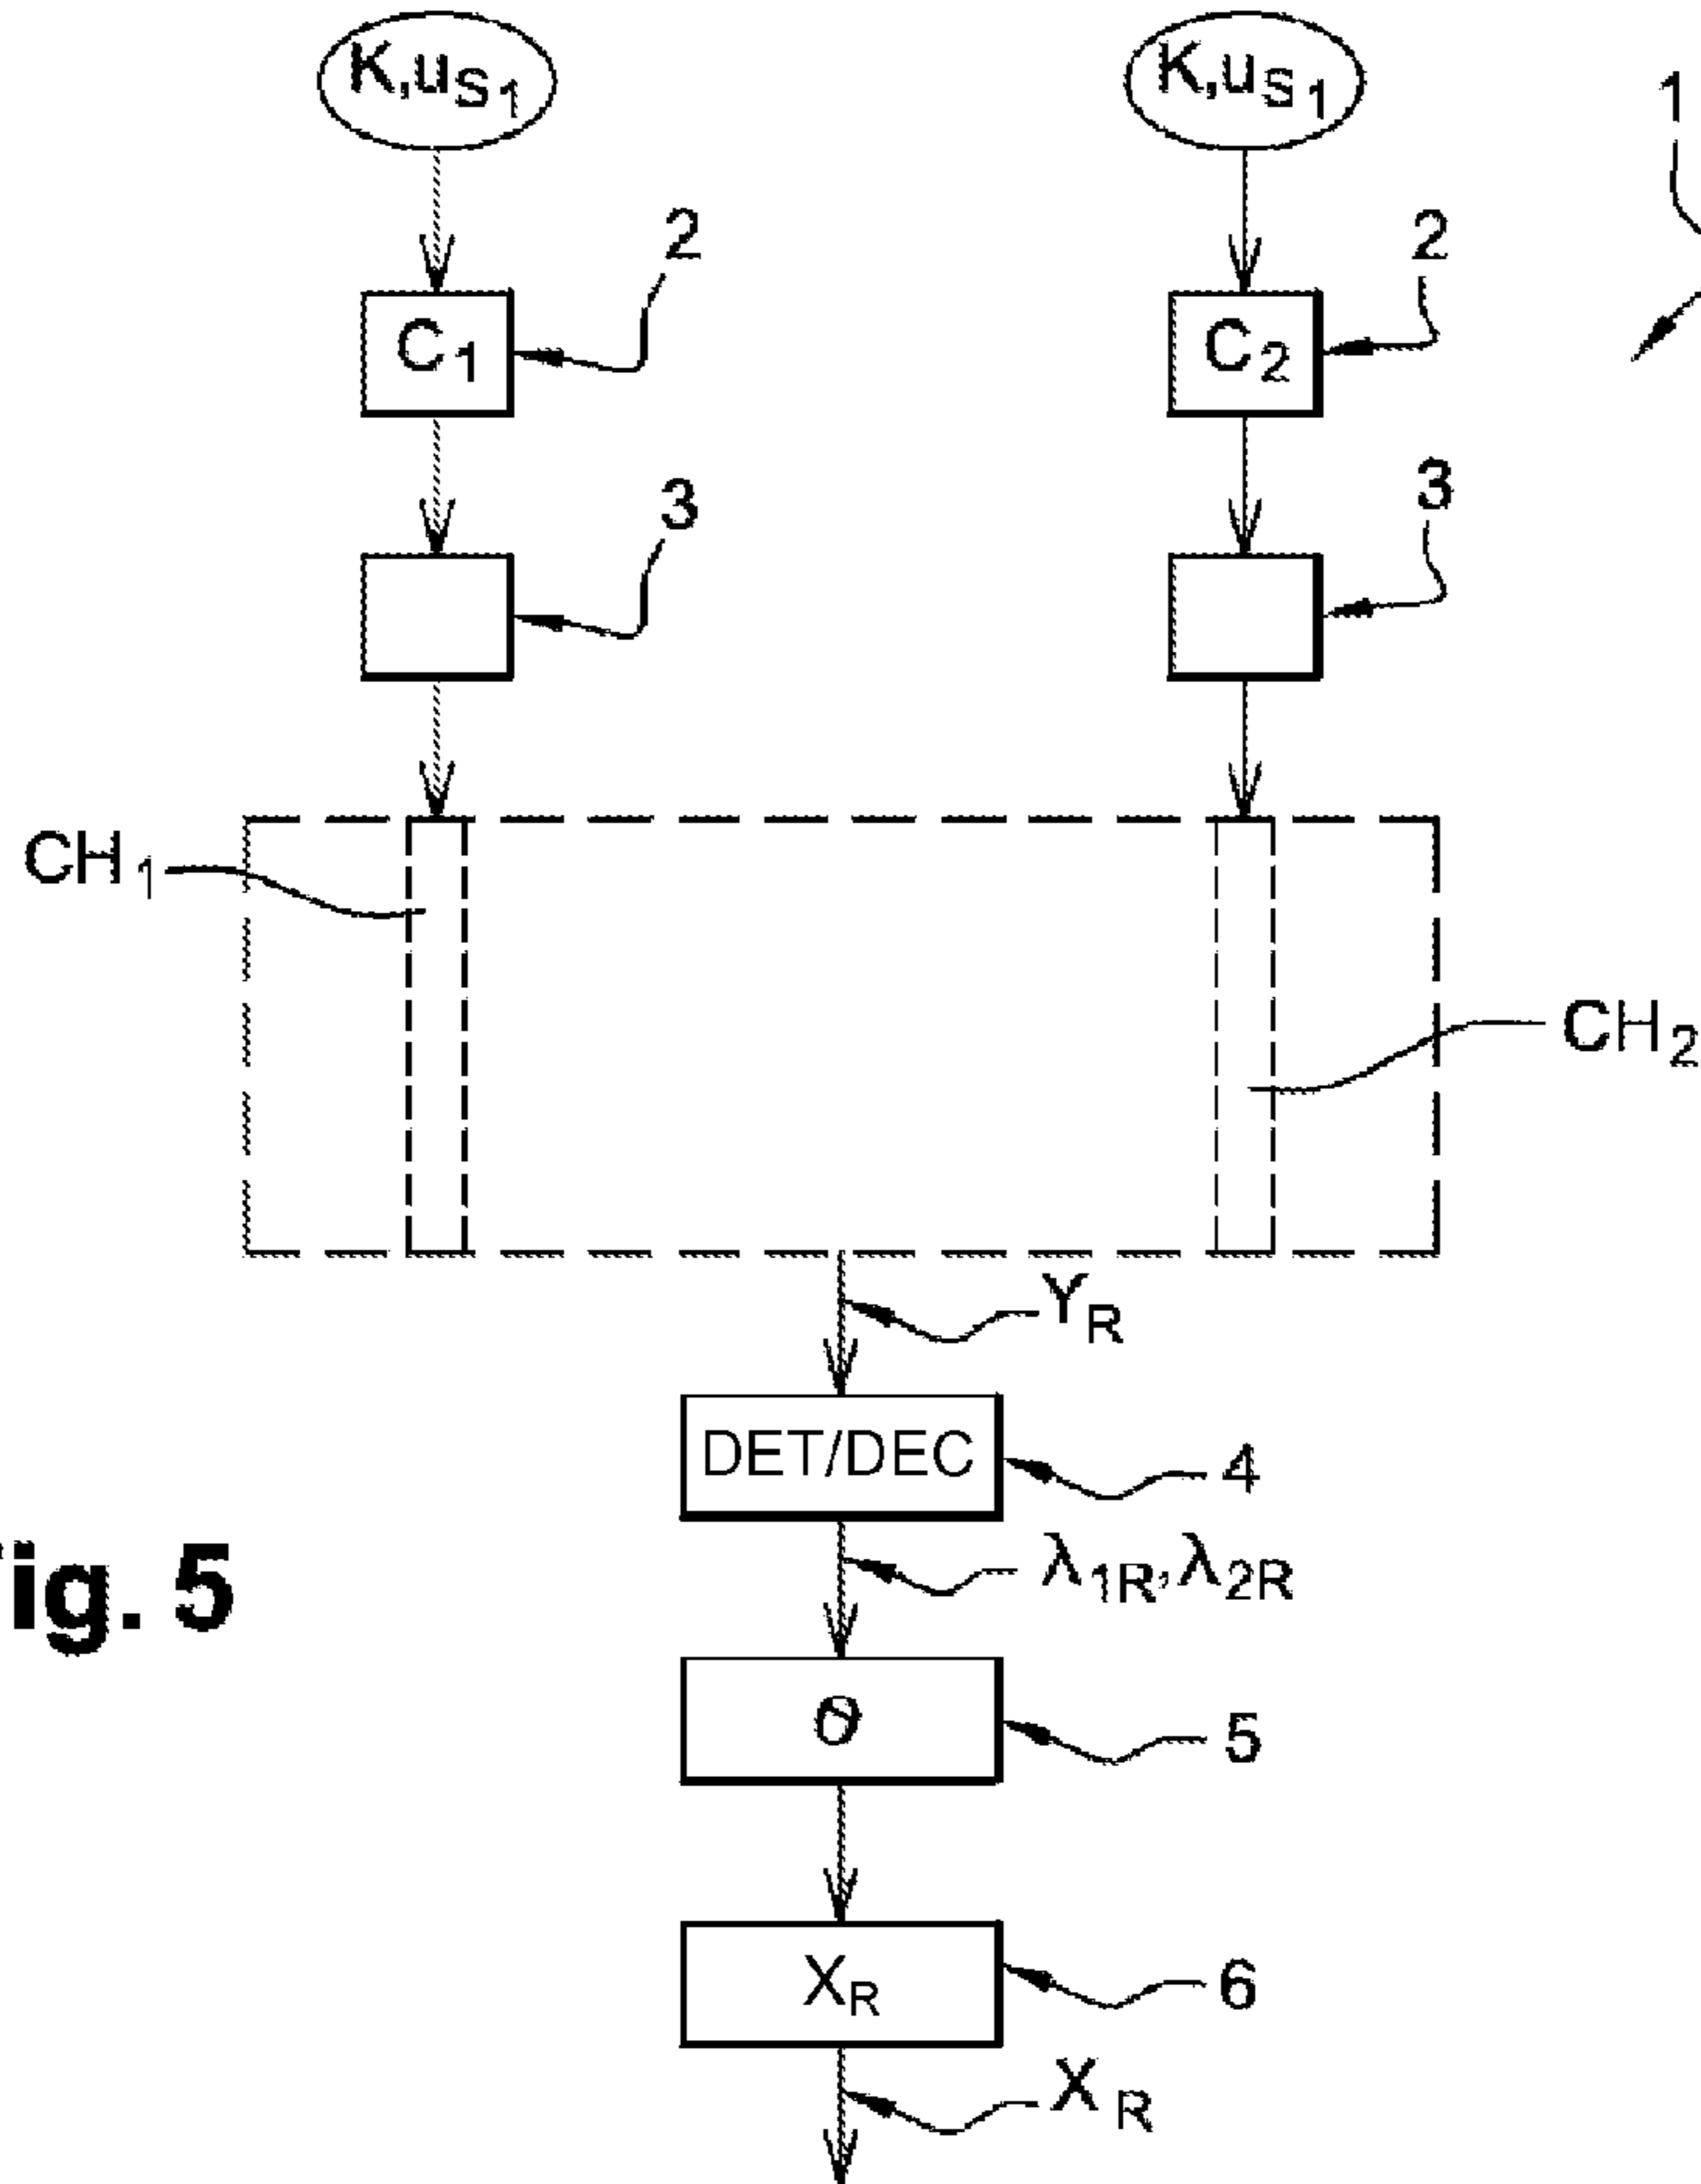 K,uS1
K,uS1
1
2
2
C1
C2
3
3
CH1
CH2
YR
DET/DEC
4
λ1R,λ2R
ig. 5
5
XR
6
XR